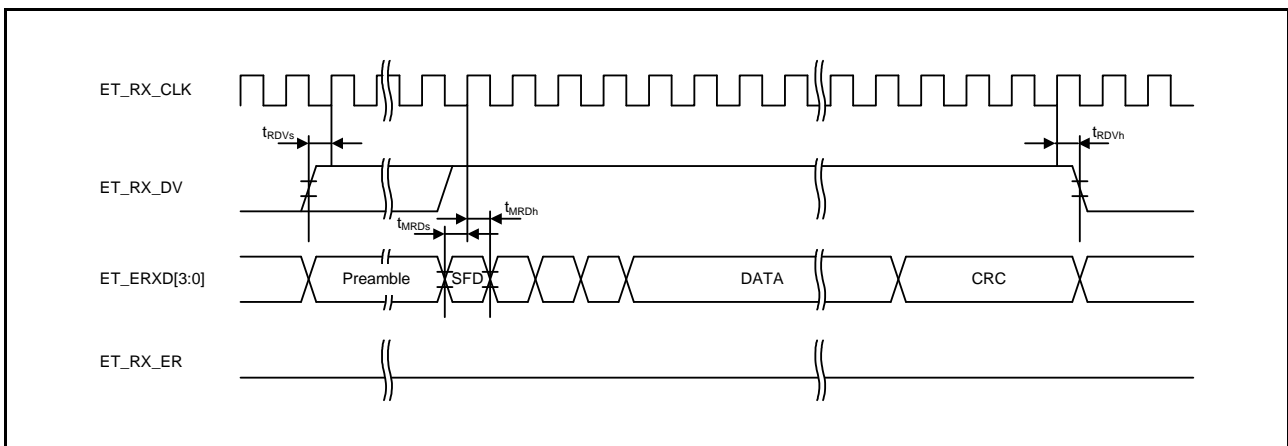 ET_RX_CLK
tRDVs
tRDVh
ET_RX_DV
tMRDs
tMRDh
ET_ERXD[3:0]
Preamble
SFD
DATA
CRC
ET_RX_ER